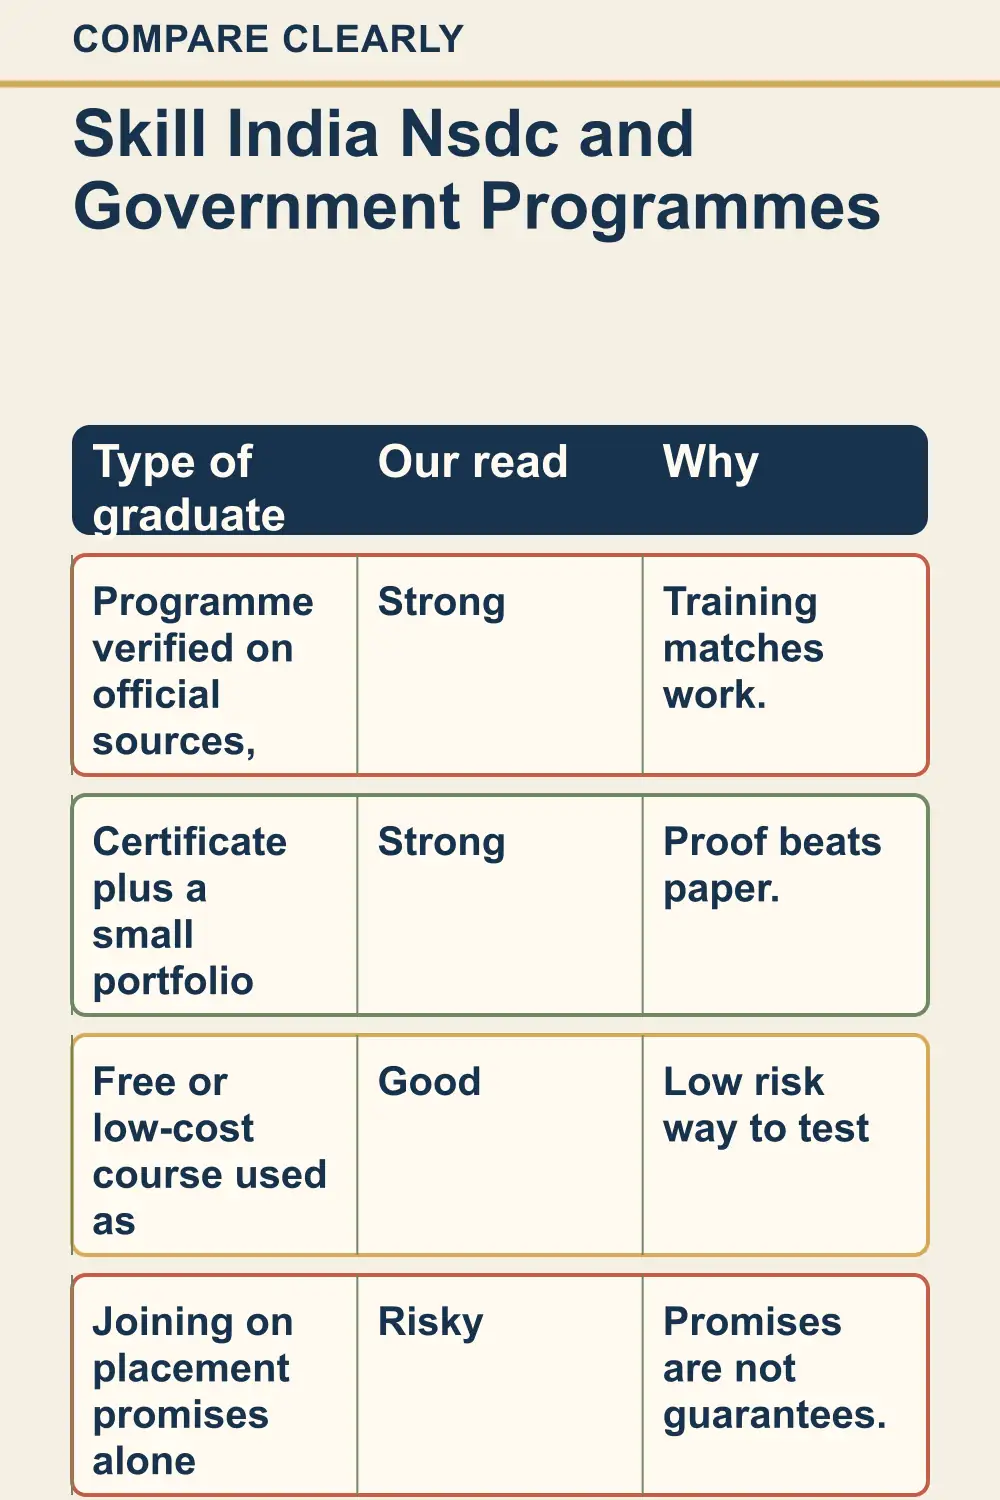 COMPARE CLEARLY
Skill India Nsdc and
Government Programmes
Type of
graduate
Our read
Why
Programme
verified on
official
sources,
Strong
Training
matches
work.
Certificate
plus a
small
portfolio
Strong
Proof beats
paper.
Free or
low-cost
course used
as
Good
Low risk
way to test
Joining on
placement
promises
alone
Risky
Promises
are not
guarantees.